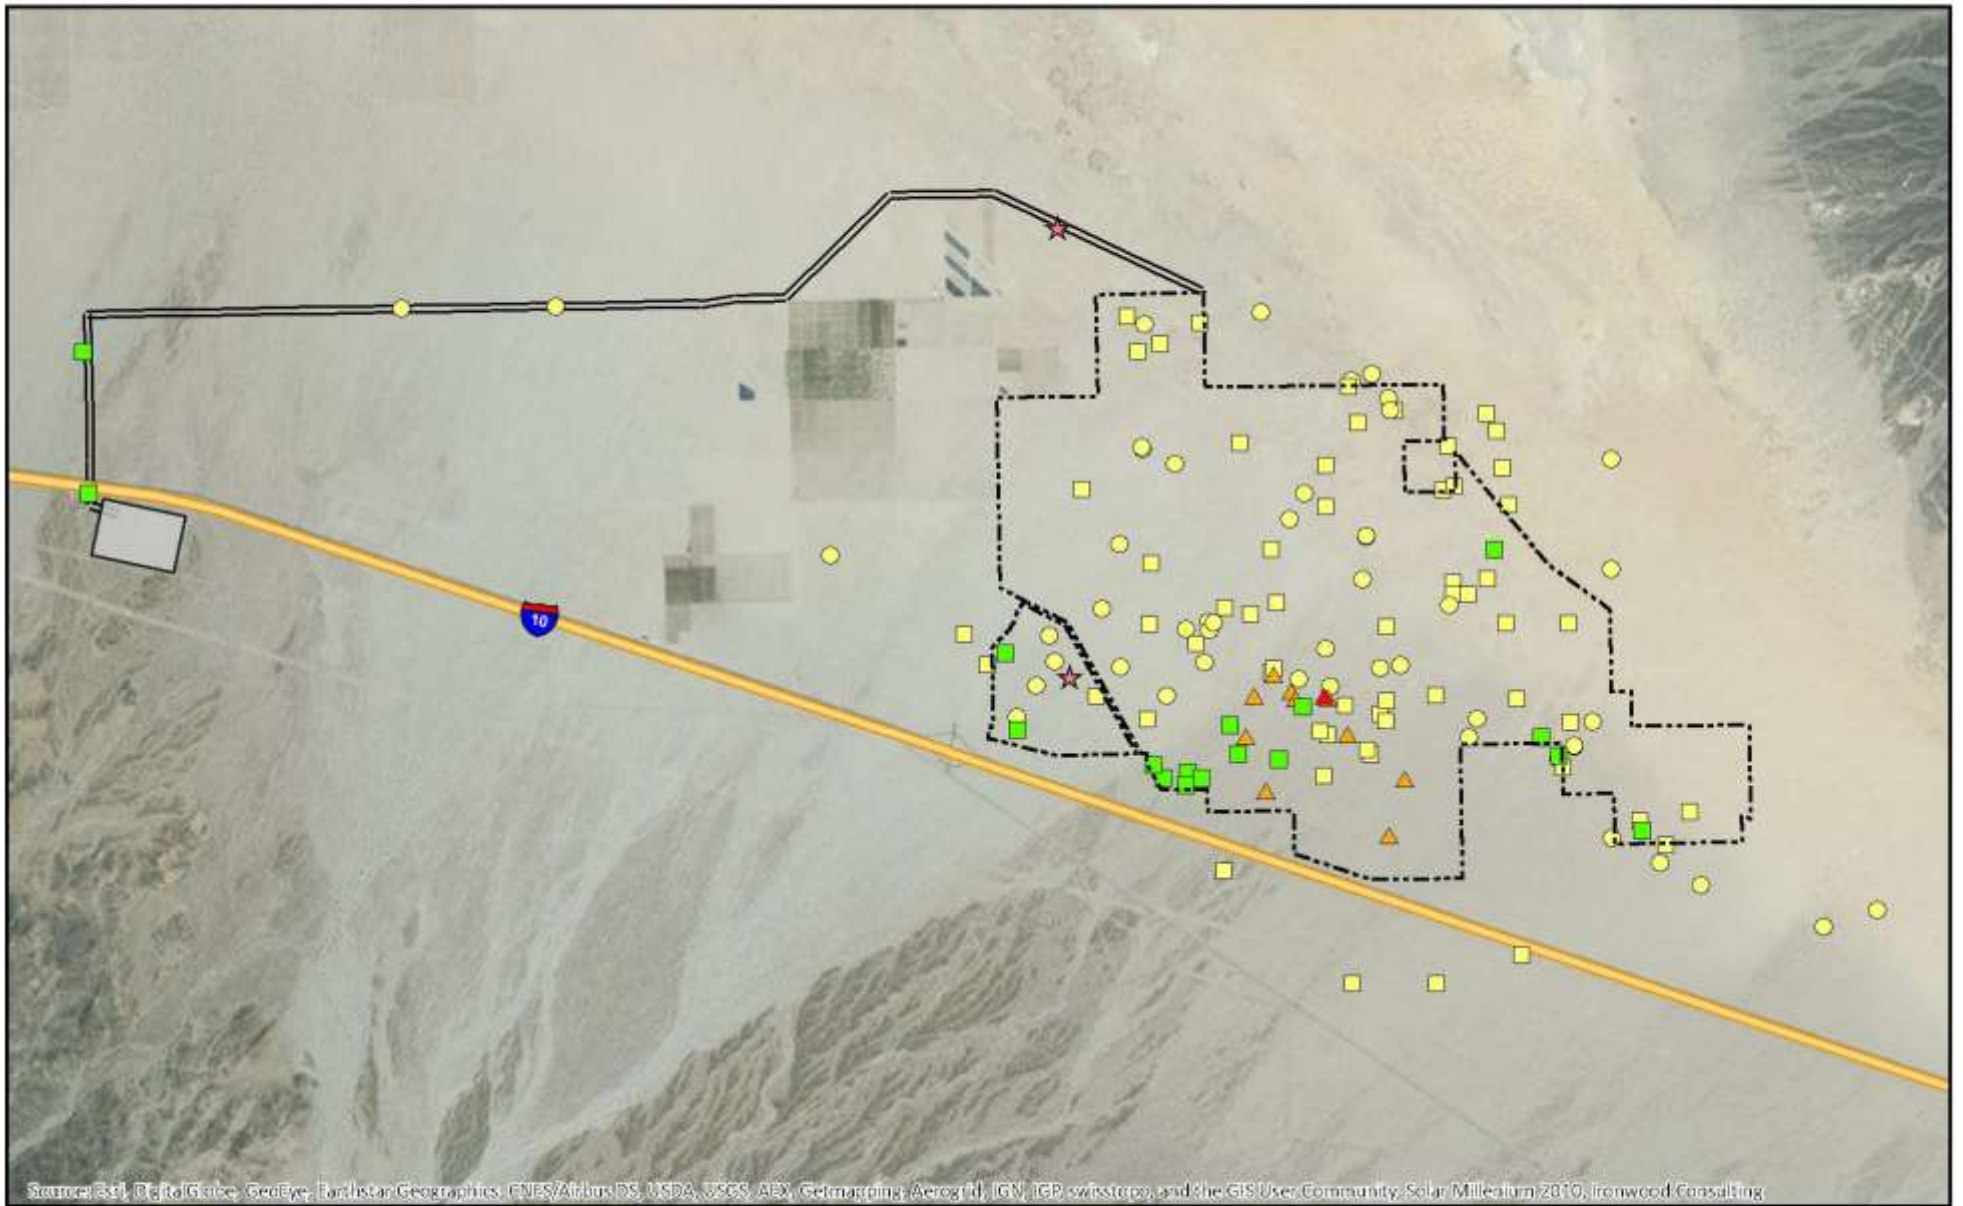 10
Source: Esri, DigitalGlobe, GeoEye, Earthstar Geographics, CNES/Airbus DS, USDA, USGS, AEX, Getmapping, Aerogrid, IGN, IGP, swisstopo, and the GIS User Community, Solar Millenium 2010, Ironwood Consulting